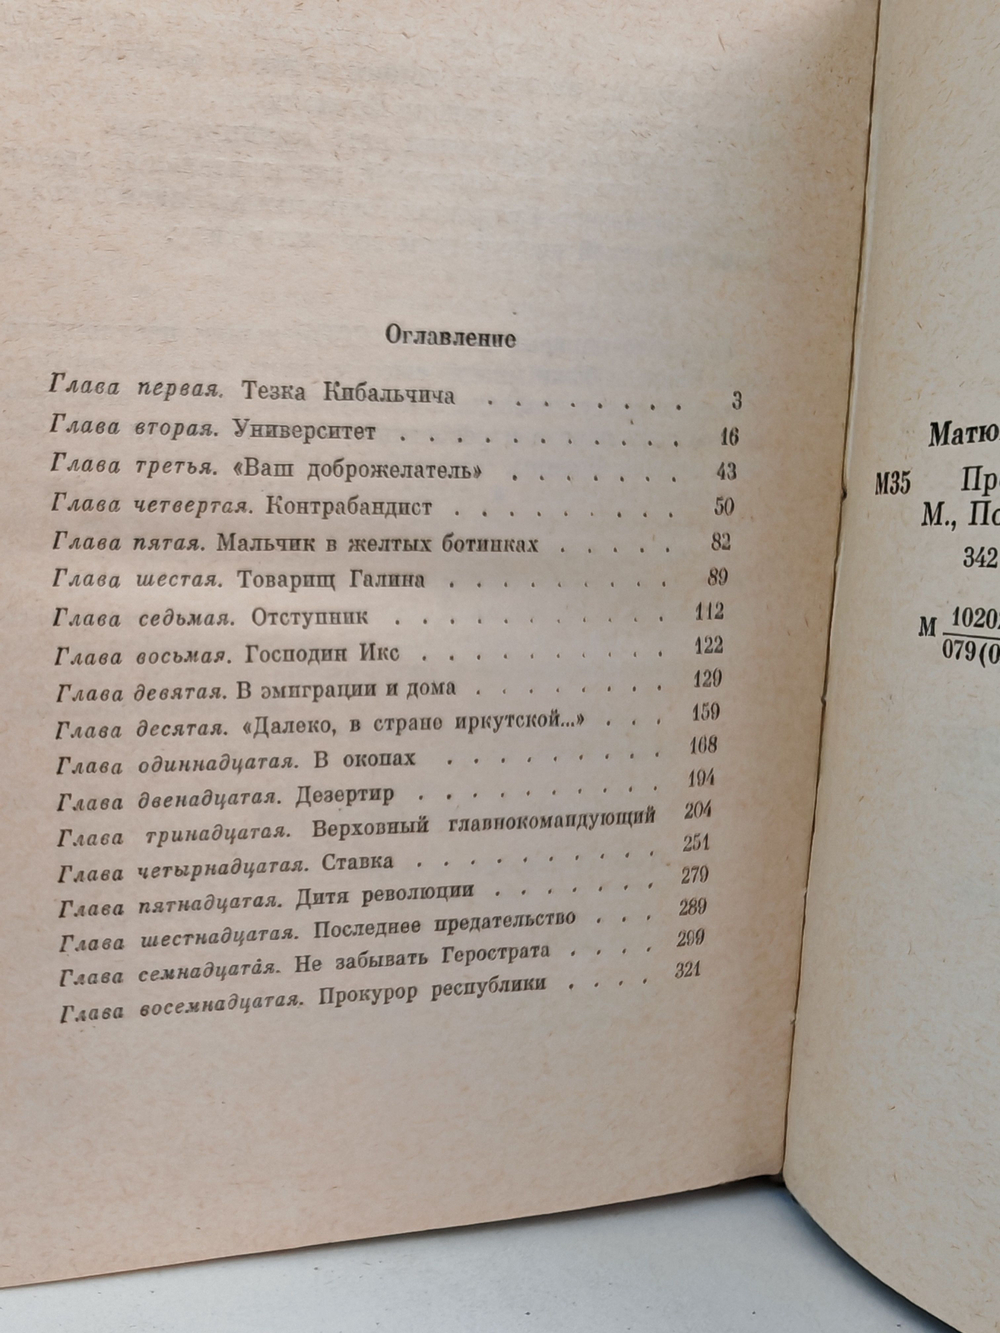 Оглавление
Глава первая. Тезка Кибальчича . . . . . . . . 3
Глава вторая. Университет . . . . . . . . . . . 16
Глава третья. «Ваш доброжелатель» . . . . . . . 43
Глава четвертая. Контрабандист . . . . . . . . . 50
Глава пятая. Мальчик в желтых ботинках . . . . . 82
Глава шестая. Товарищ Галина . . . . . . . . . 89
Глава седьмая. Отступник . . . . . . . . . . . 112
Глава восьмая. Господин Икс . . . . . . . . . . 122
Глава девятая. В эмиграции и дома . . . . . . . 129
Глава десятая. «Далеко, в стране иркутской...» . . . 159
Глава одиннадцатая. В окопах . . . . . . . . . 168
Глава двенадцатая. Дезертир . . . . . . . . . . 194
Глава тринадцатая. Верховный главнокомандующий 204
Глава четырнадцатая. Ставка . . . . . . . . . . 251
Глава пятнадцатая. Дитя революции . . . . . . . 279
Глава шестнадцатая. Последнее предательство . . . 289
Глава семнадцатая. Не забывать Герострата . . . . 299
Глава восемнадцатая. Прокурор республики . . . . 321
Матю
М35 Пр
М., По
342
М 1020
079(0